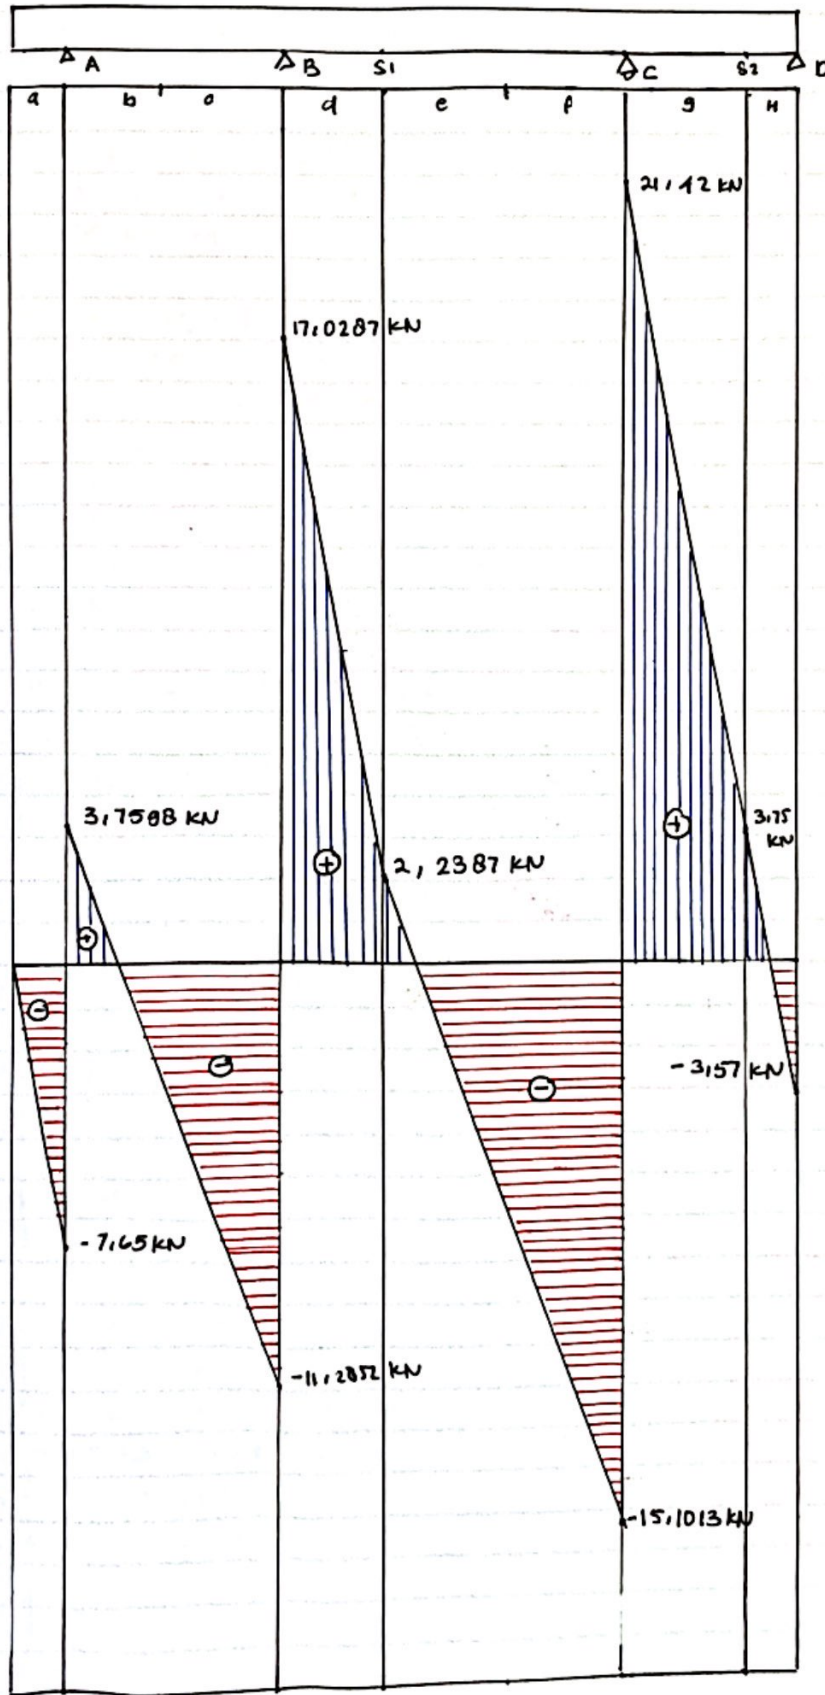 A B S1 C S2 D
a b o d e f g H
21,42 KN
17,0287 KN
3,7588 KN
3,75
KN
+
2,2387 KN
+
+
-
-
-
-3,57 KN
-7,65 KN
-11,2852 KN
-15,1013 KN